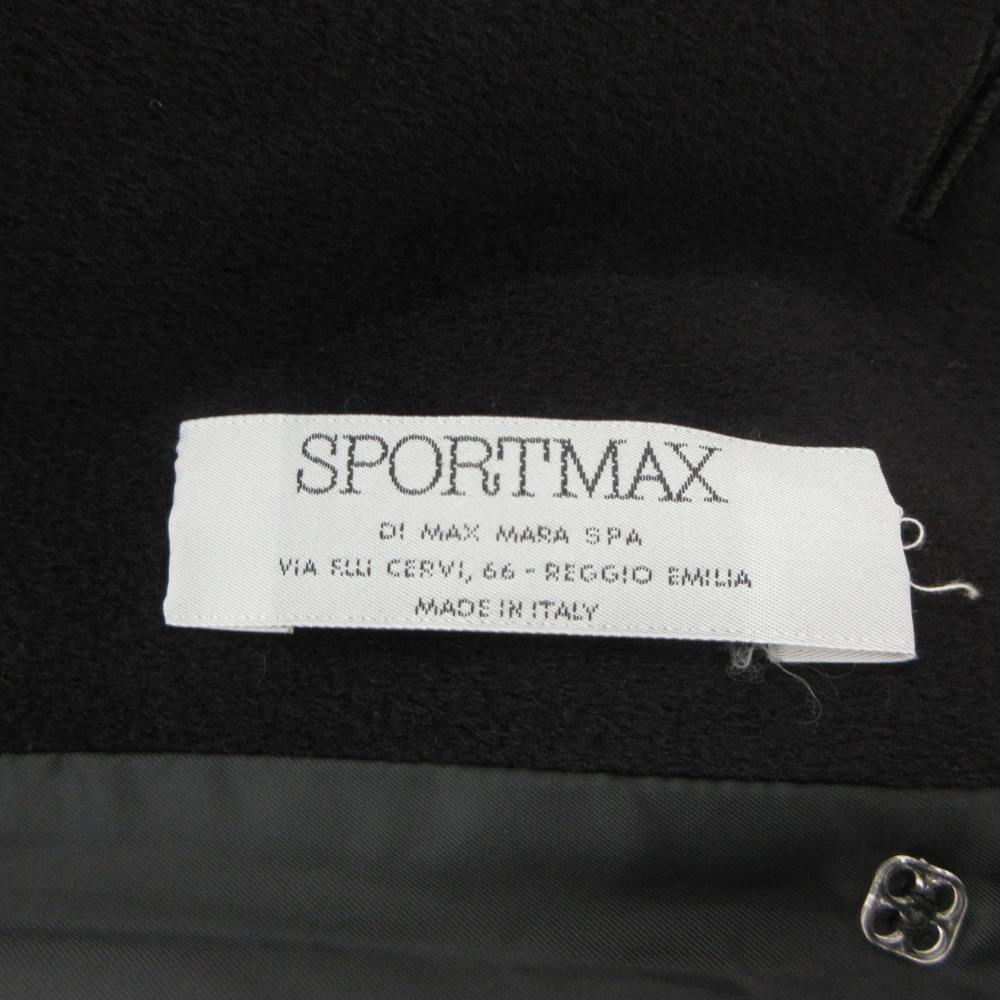 SPORTMAX
DI MAX MARA SPA
VIA F.LLI CERVI, 66 - REGGIO EMILIA
MADE IN ITALY